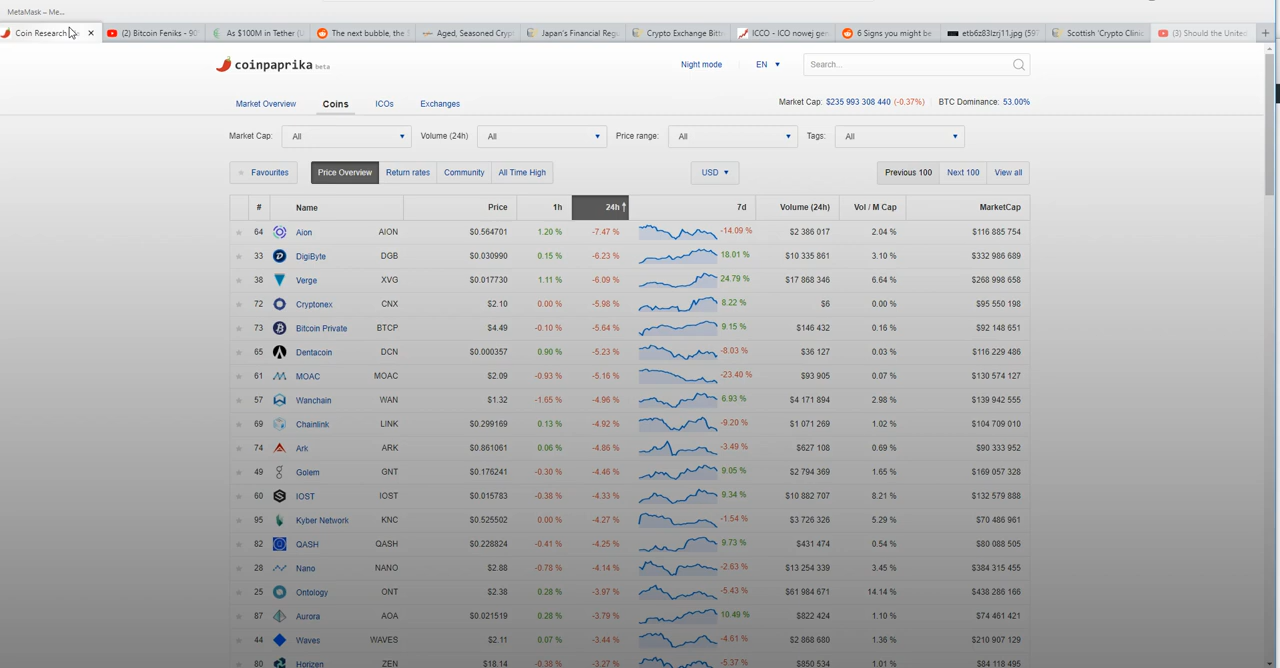 MetaMask – Me...
Coin Research
(2) Bitcoin Feniks - 90
As $100M in Tether (U
The next bubble, the
Aged, Seasoned Cryp
Japan's Financial Reg
Crypto Exchange Bitt
ICCO - ICO nowej gen
6 Signs you might be
etb6z83lzrj11.jpg (597
Scottish 'Crypto Clinic
(3) Should the United
coinpaprika beta
Night mode
EN
Search...
Market Overview Coins ICOs Exchanges
Market Cap: $235 993 308 440 (-0.37%) BTC Dominance: 53.00%
Market Cap: All Volume (24h) All Price range: All Tags: All
Favourites Price Overview Return rates Community All Time High USD Previous 100 Next 100 View all
# Name Price 1h 24h 7d Volume (24h) Vol / M Cap MarketCap
64 Aion AION $0.564701 1.20 % -7.47 % -14.09 % $2 386 017 2.04 % $116 885 754
33 DigiByte DGB $0.030990 0.15 % -6.23 % 18.01 % $10 335 861 3.10 % $332 986 689
38 Verge XVG $0.017730 1.11 % -6.09 % 24.79 % $17 868 346 6.64 % $268 998 658
72 Cryptonex CNX $2.10 0.00 % -5.98 % 8.22 % $6 0.00 % $95 550 198
73 Bitcoin Private BTCP $4.49 -0.10 % -5.64 % 9.15 % $146 432 0.16 % $92 148 651
65 Dentacoin DCN $0.000357 0.90 % -5.23 % -8.03 % $36 127 0.03 % $116 229 486
61 MOAC MOAC $2.09 -0.93 % -5.16 % -23.40 % $93 905 0.07 % $130 574 127
57 Wanchain WAN $1.32 -1.65 % -4.96 % 6.93 % $4 171 894 2.98 % $139 942 555
69 Chainlink LINK $0.299169 0.13 % -4.92 % -9.20 % $1 071 269 1.02 % $104 709 010
74 Ark ARK $0.861061 0.06 % -4.86 % -3.49 % $627 108 0.69 % $90 333 952
49 Golem GNT $0.176241 -0.30 % -4.46 % 9.05 % $2 794 369 1.65 % $169 057 328
60 IOST IOST $0.015783 -0.38 % -4.33 % 9.34 % $10 882 707 8.21 % $132 579 888
95 Kyber Network KNC $0.525502 0.00 % -4.27 % -1.54 % $3 726 326 5.29 % $70 486 961
82 QASH QASH $0.228824 -0.41 % -4.25 % 9.73 % $431 474 0.54 % $80 088 505
28 Nano NANO $2.88 -0.78 % -4.14 % -2.63 % $13 254 339 3.45 % $384 315 455
25 Ontology ONT $2.38 0.28 % -3.97 % -5.43 % $61 984 671 14.14 % $438 286 166
87 Aurora AOA $0.021519 0.28 % -3.79 % 10.49 % $822 424 1.10 % $74 461 421
44 Waves WAVES $2.11 0.07 % -3.44 % -4.61 % $2 868 680 1.36 % $210 907 129
80 Horizen ZEN $18.14 -0.38 % -3.27 % -5.37 % $850 534 1.01 % $84 118 495